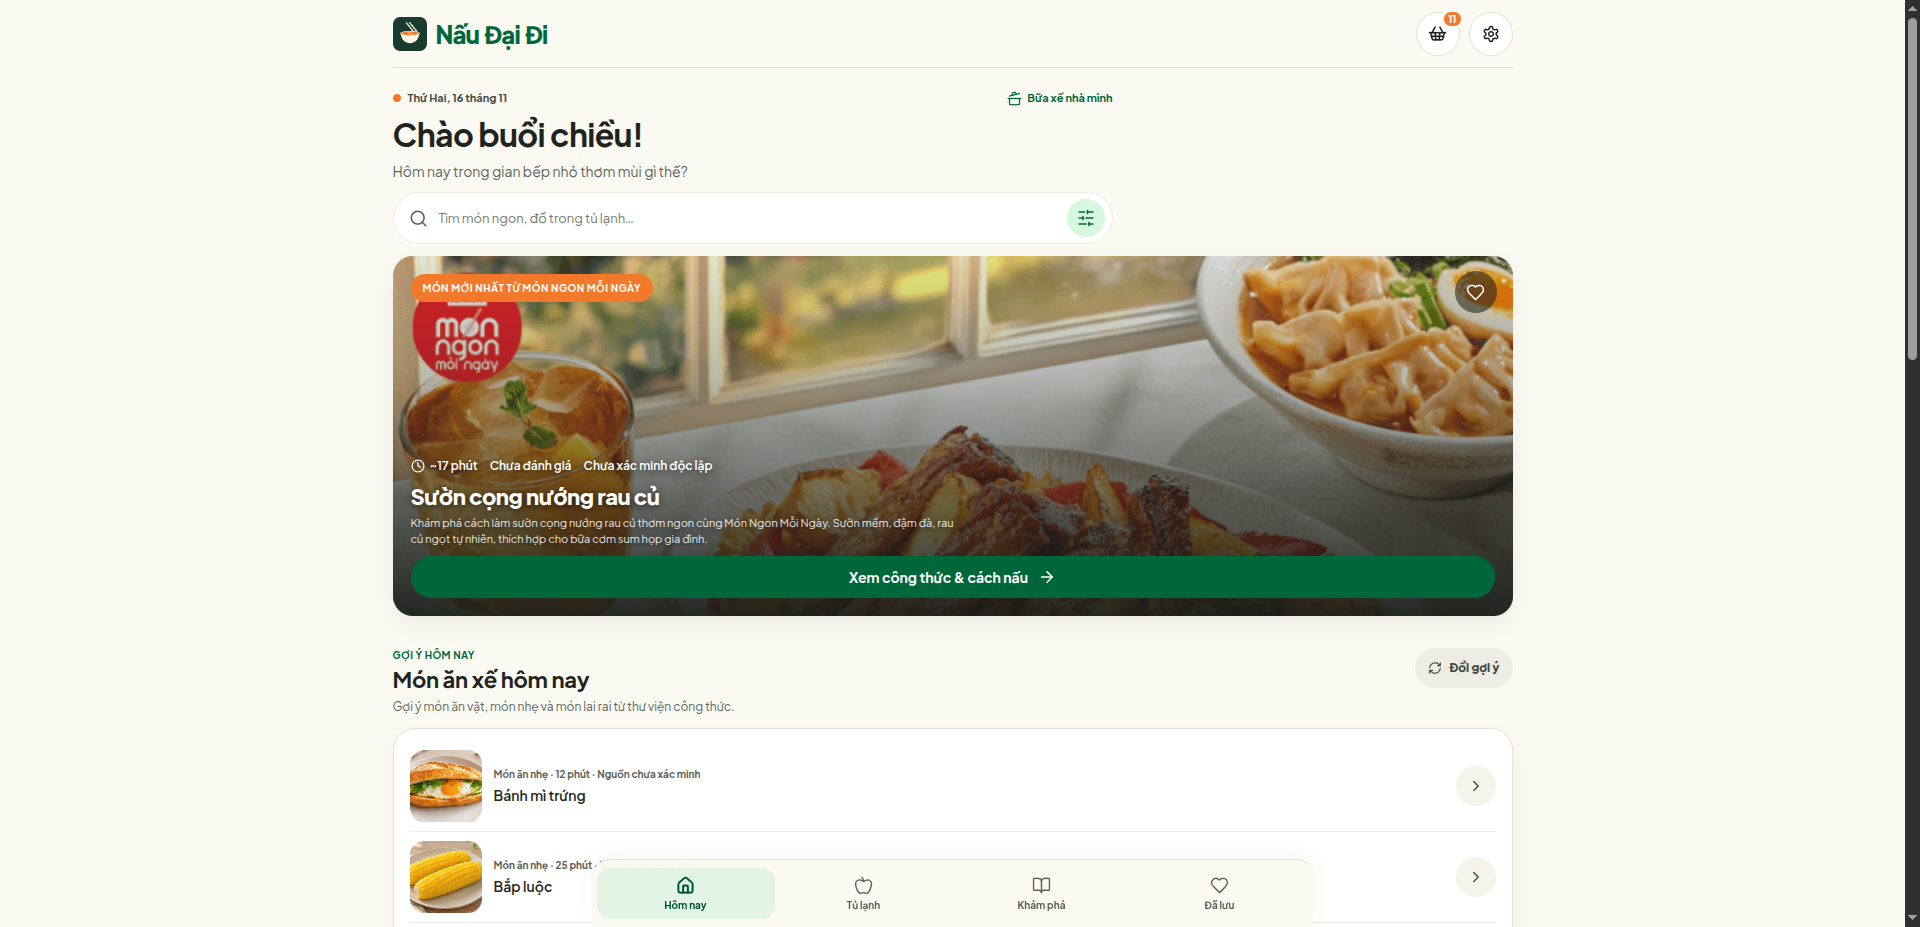 Nấu Đại Đi
11
Thứ Hai, 16 tháng 11
Bữa xế nhà mình
Chào buổi chiều!
Hôm nay trong gian bếp nhỏ thơm mùi gì thế?
Tìm món ngon, đồ trong tủ lạnh...
MÓN MỚI NHẤT TỪ MÓN NGON MỖI NGÀY
món
ngon
mỗi ngày
~17 phút Chưa đánh giá Chưa xác minh độc lập
Sườn cọng nướng rau củ
Khám phá cách làm sườn cọng nướng rau củ thơm ngon cùng Món Ngon Mỗi Ngày. Sườn mềm, đậm đà, rau
củ ngọt tự nhiên, thích hợp cho bữa cơm sum họp gia đình.
Xem công thức & cách nấu
GỢI Ý HÔM NAY
Món ăn xế hôm nay
Gợi ý món ăn vặt, món nhẹ và món lai rai từ thư viện công thức.
Đổi gợi ý
Món ăn nhẹ · 12 phút · Nguồn chưa xác minh
Bánh mì trứng
Món ăn nhẹ · 25 phút ·
Bắp luộc
Hôm nay
Tủ lạnh
Khám phá
Đã lưu